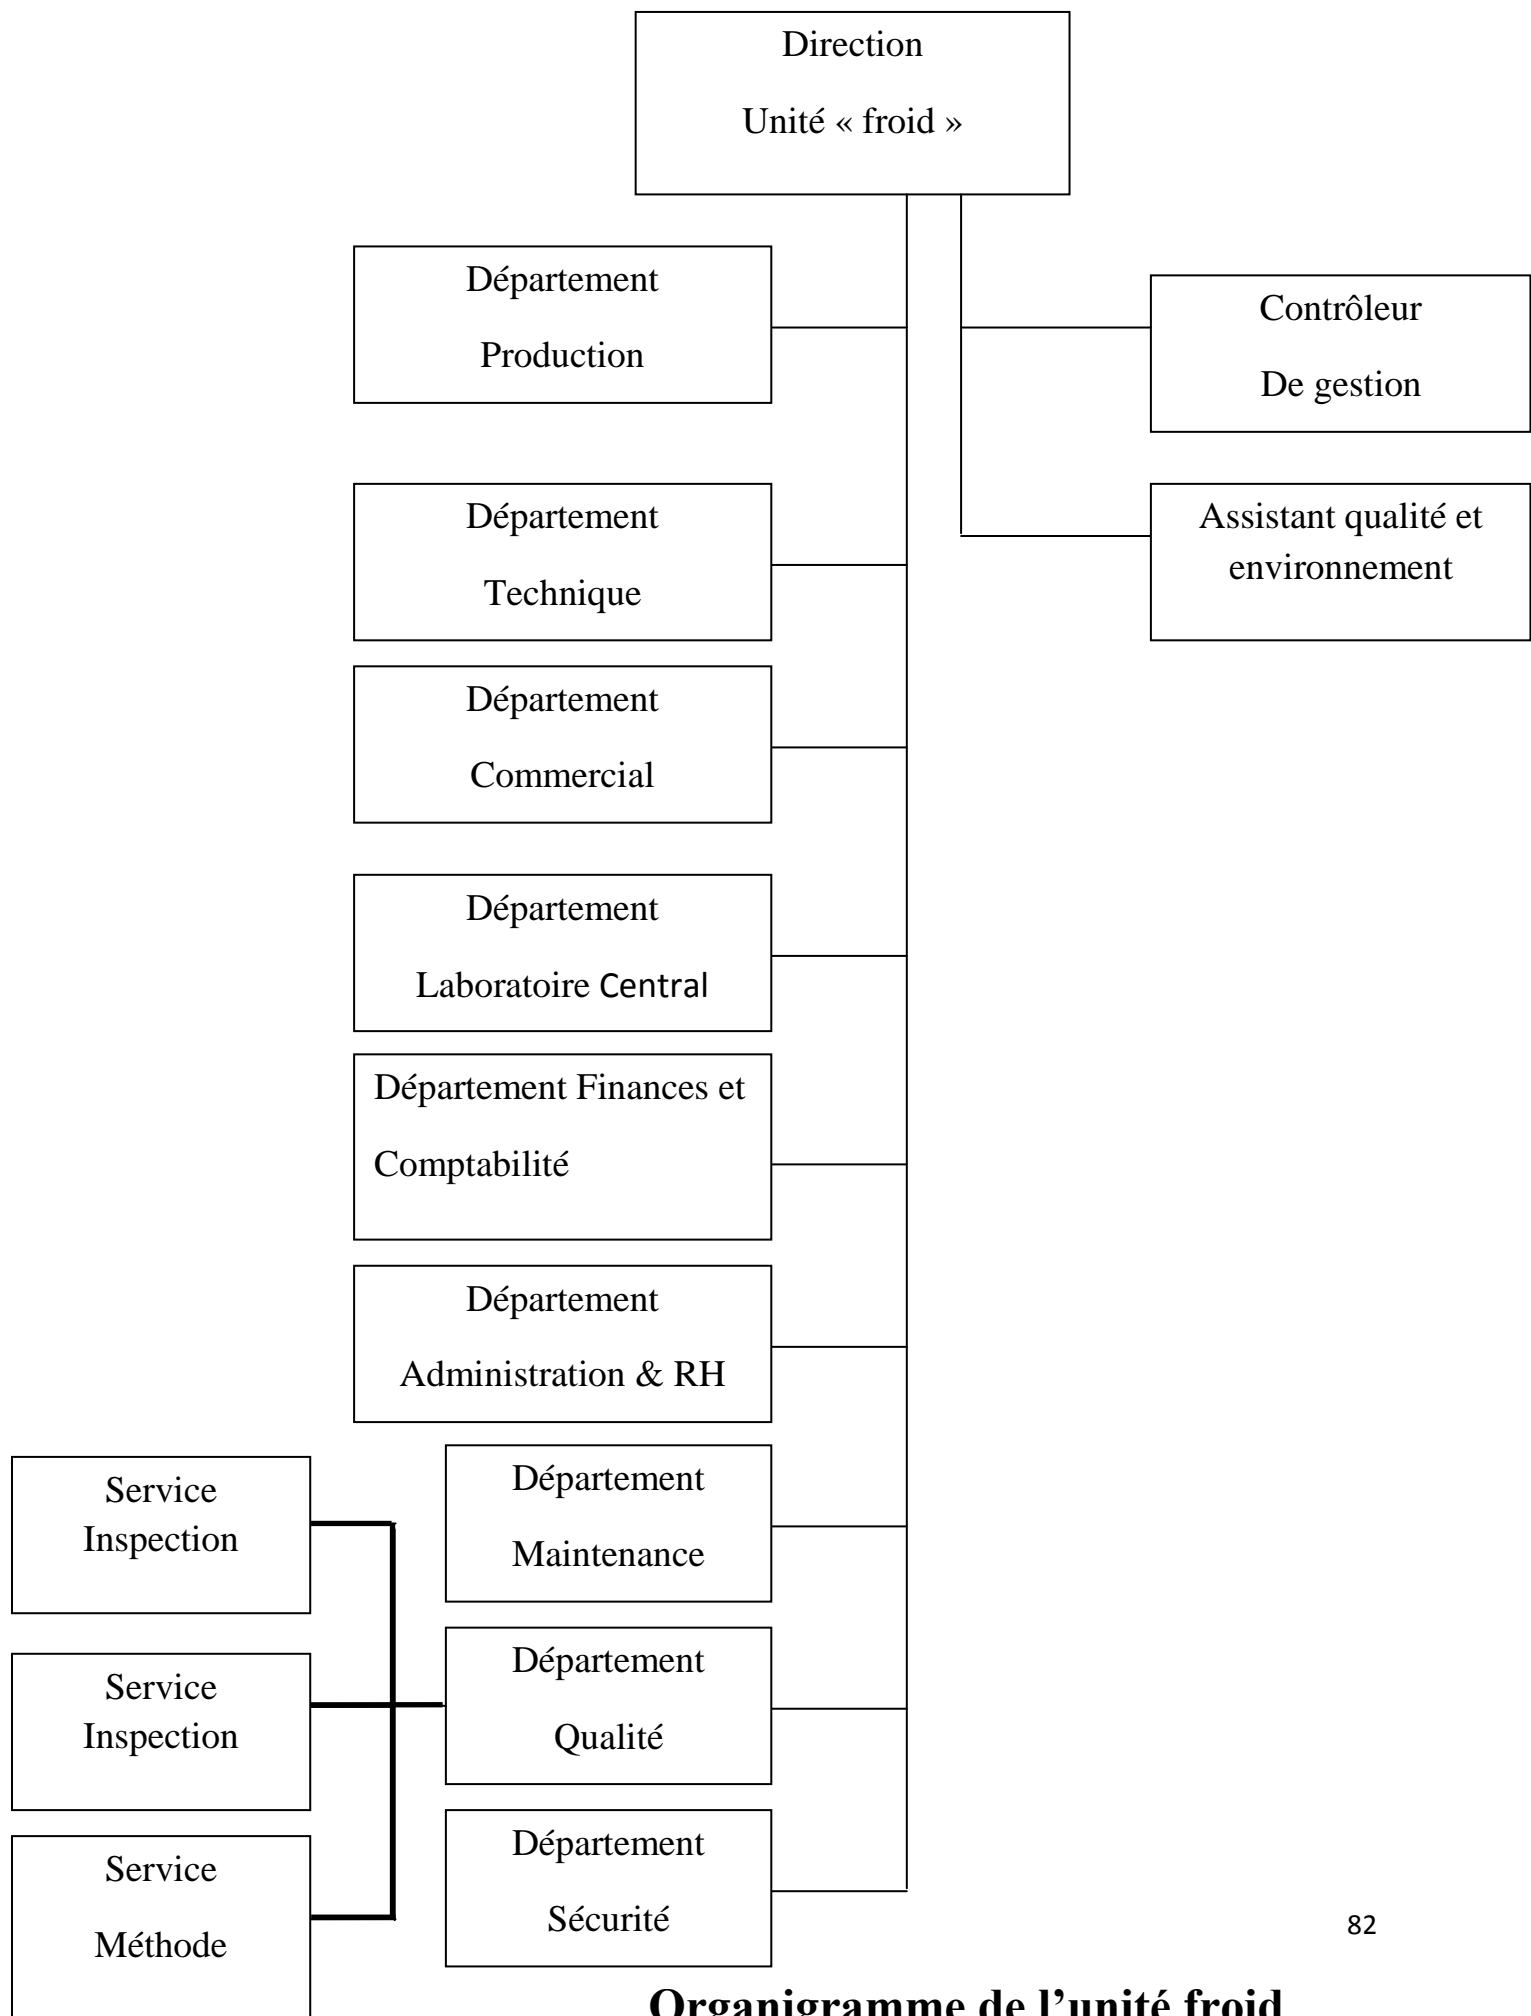 Direction
Unité « froid »
Département
Production
Contrôleur
De gestion
Département
Technique
Assistant qualité et
environnement
Département
Commercial
Département
Laboratoire Central
Département Finances et
Comptabilité
Département
Administration & RH
Service
Inspection
Département
Maintenance
Service
Inspection
Département
Qualité
Service
Méthode
Département
Sécurité
82
Organigramme de l’unité froid